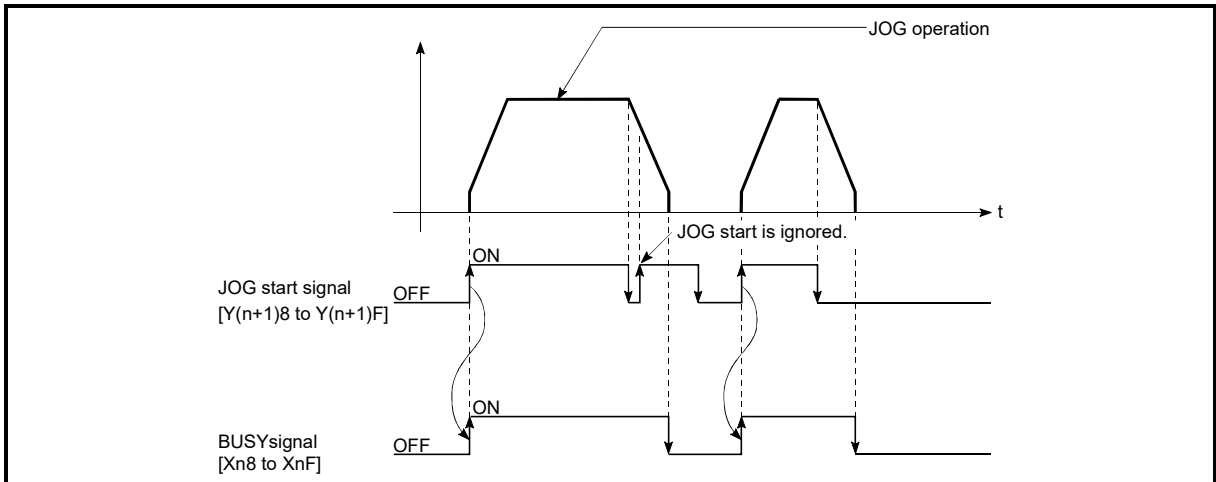 JOG operation
t
JOG start is ignored.
ON
JOG start signal
OFF
[Y(n+1)8 to Y(n+1)F]
ON
BUSYsignal
OFF
[Xn8 to XnF]